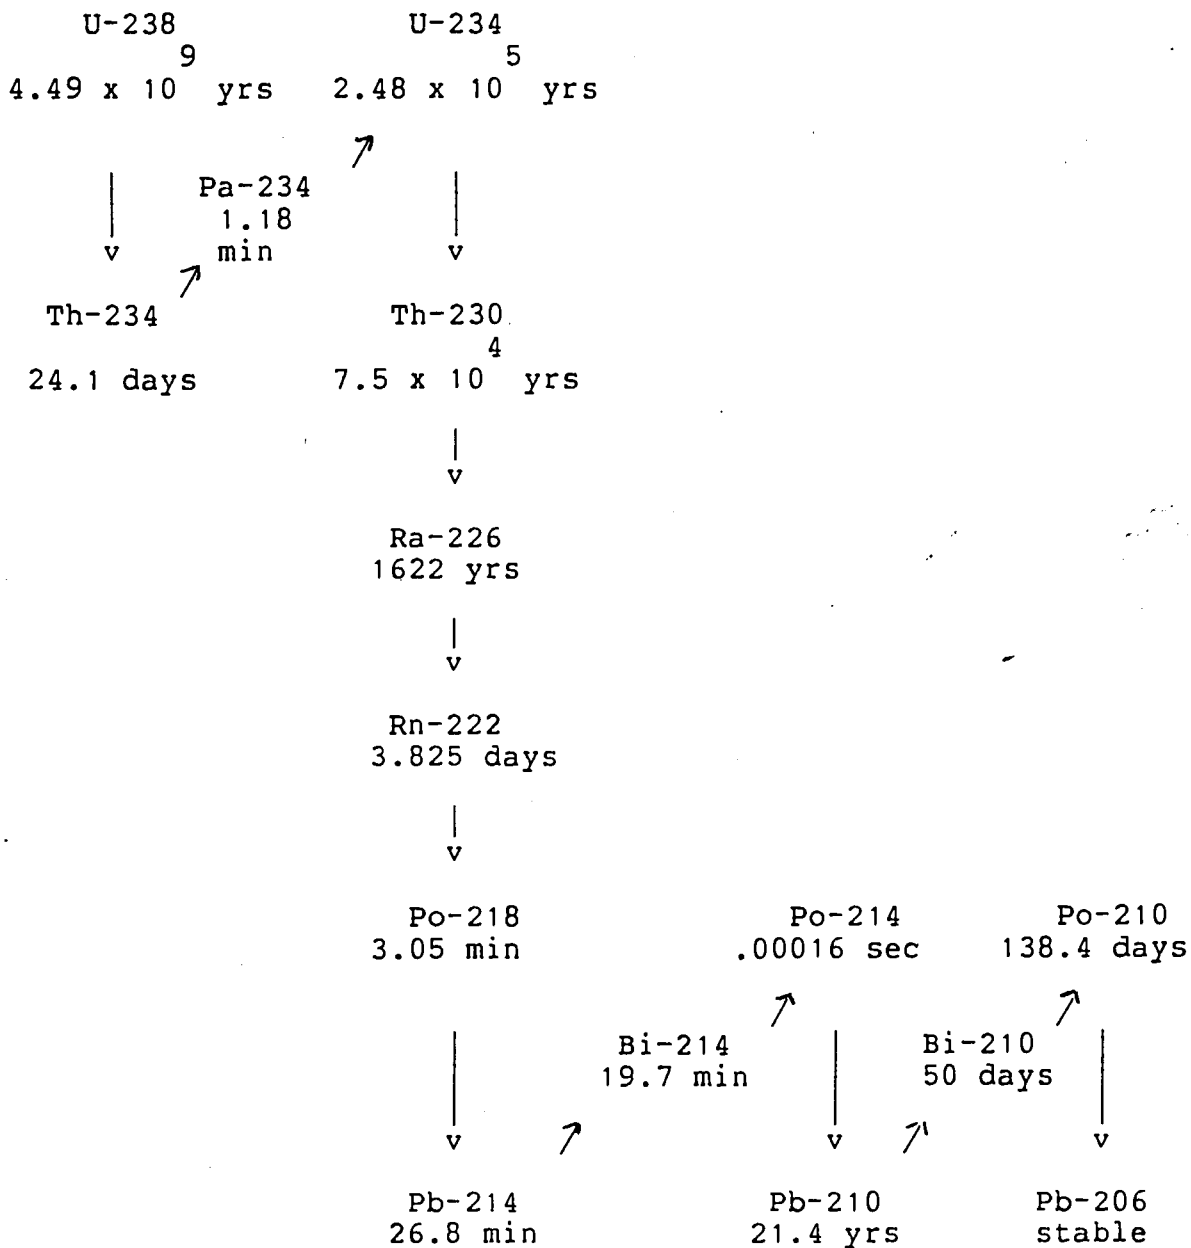 U-238 U-234
9 5
4.49 x 10 yrs 2.48 x 10 yrs
Pa-234
1.18
min
v v
Th-234 Th-230
4
24.1 days 7.5 x 10 yrs
v
Ra-226
1622 yrs
v
Rn-222
3.825 days
v
Po-218 Po-214 Po-210
3.05 min .00016 sec 138.4 days
Bi-214 Bi-210
19.7 min 50 days
v v v
Pb-214 Pb-210 Pb-206
26.8 min 21.4 yrs stable